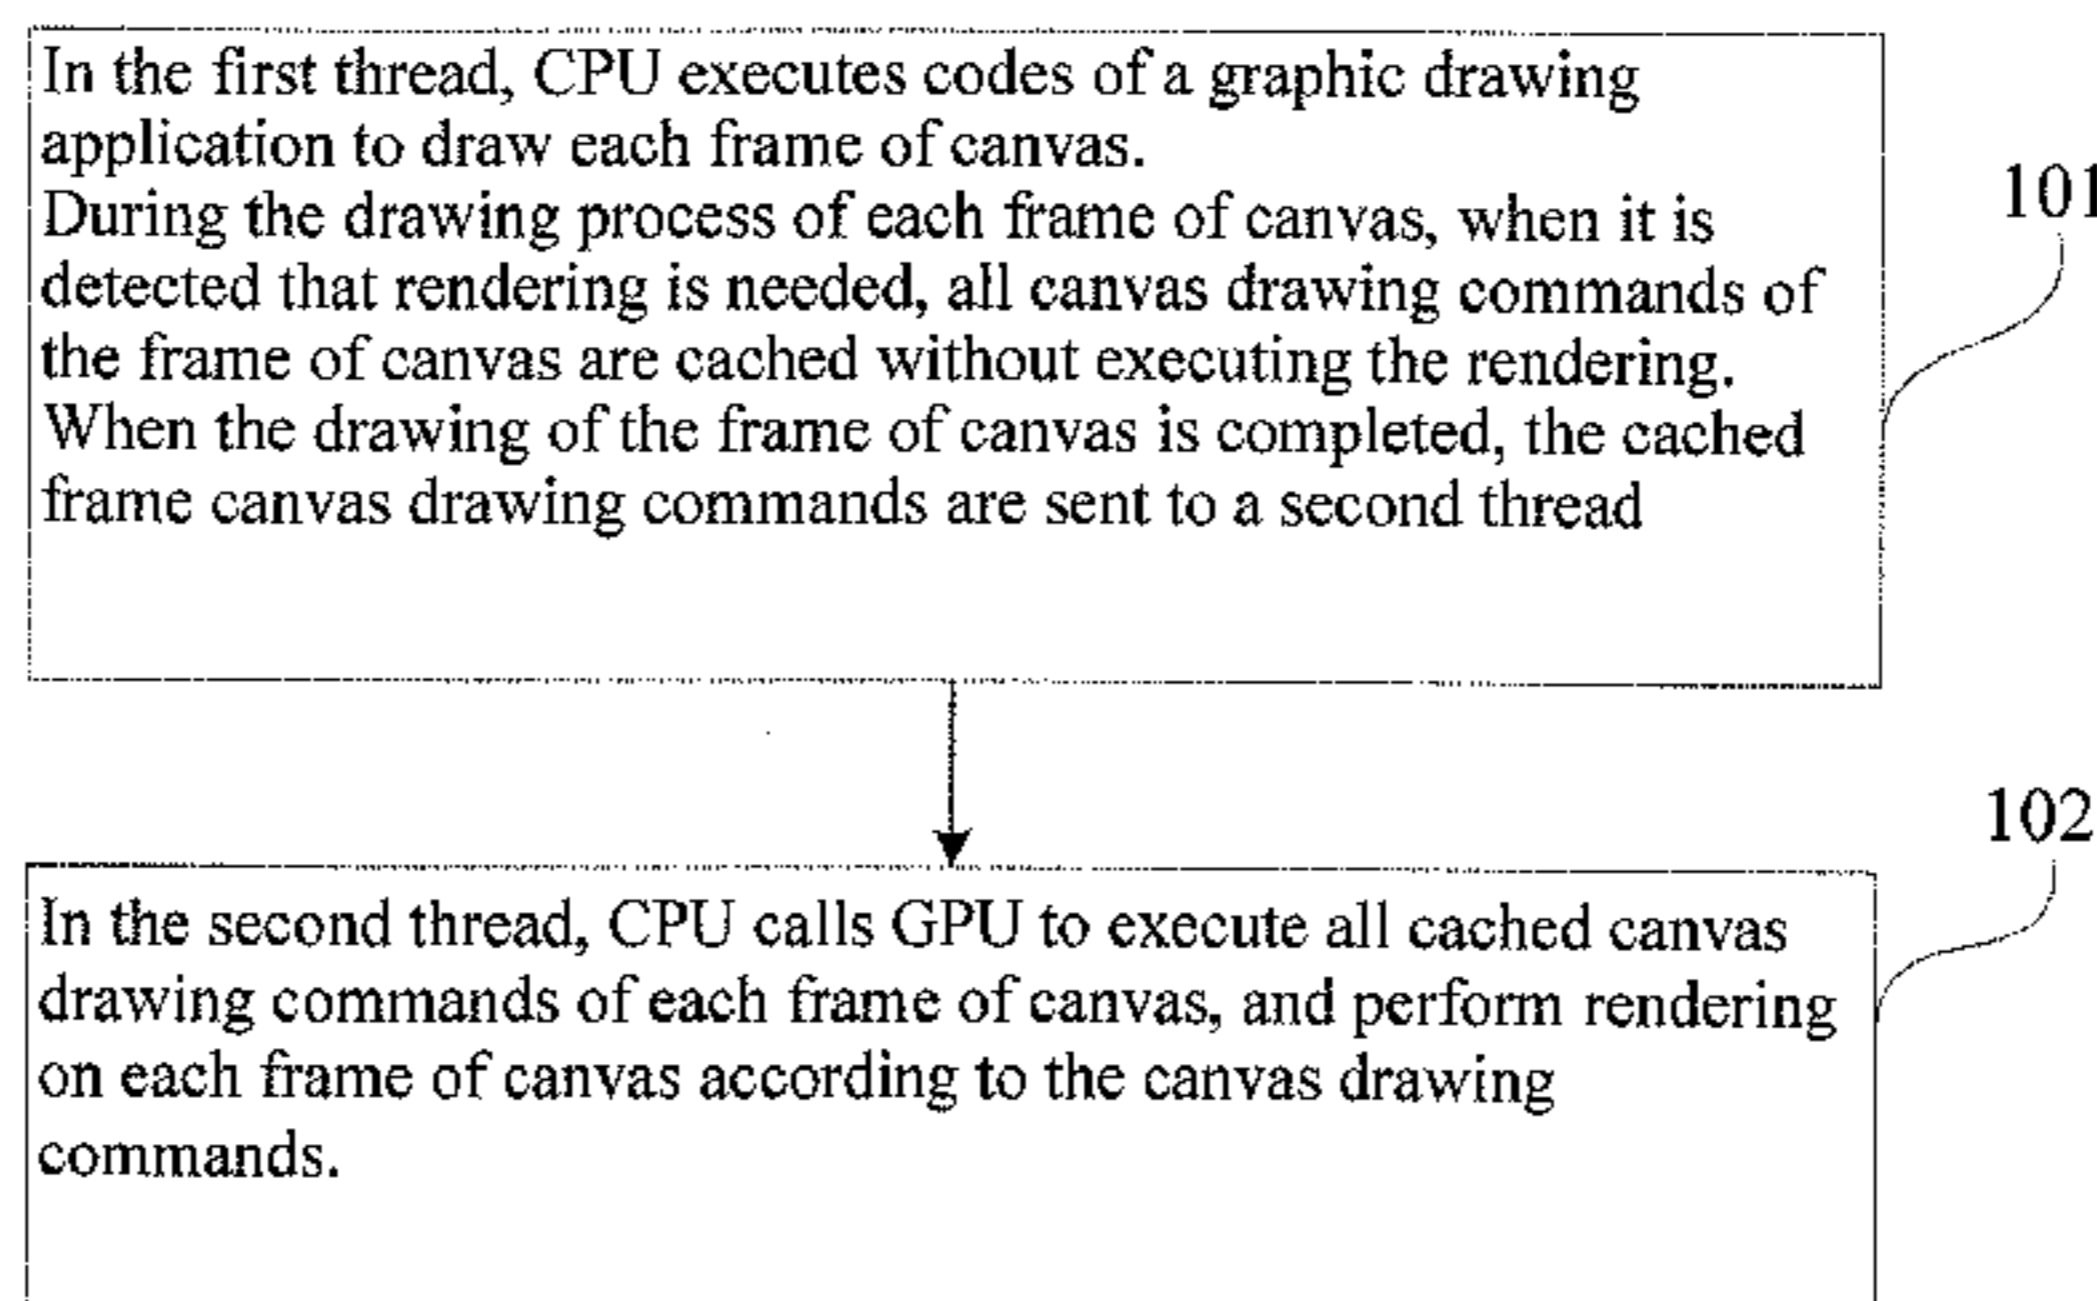 In the first thread, CPU executes codes of a graphic drawing
application to draw each frame of canvas.
During the drawing process of each frame of canvas, when it is
detected that rendering is needed, all canvas drawing commands of
the frame of canvas are cached without executing the rendering.
When the drawing of the frame of canvas is completed, the cached
frame canvas drawing commands are sent to a second thread
101
102
In the second thread, CPU calls GPU to execute all cached canvas
drawing commands of each frame of canvas, and perform rendering
on each frame of canvas according to the canvas drawing
commands.